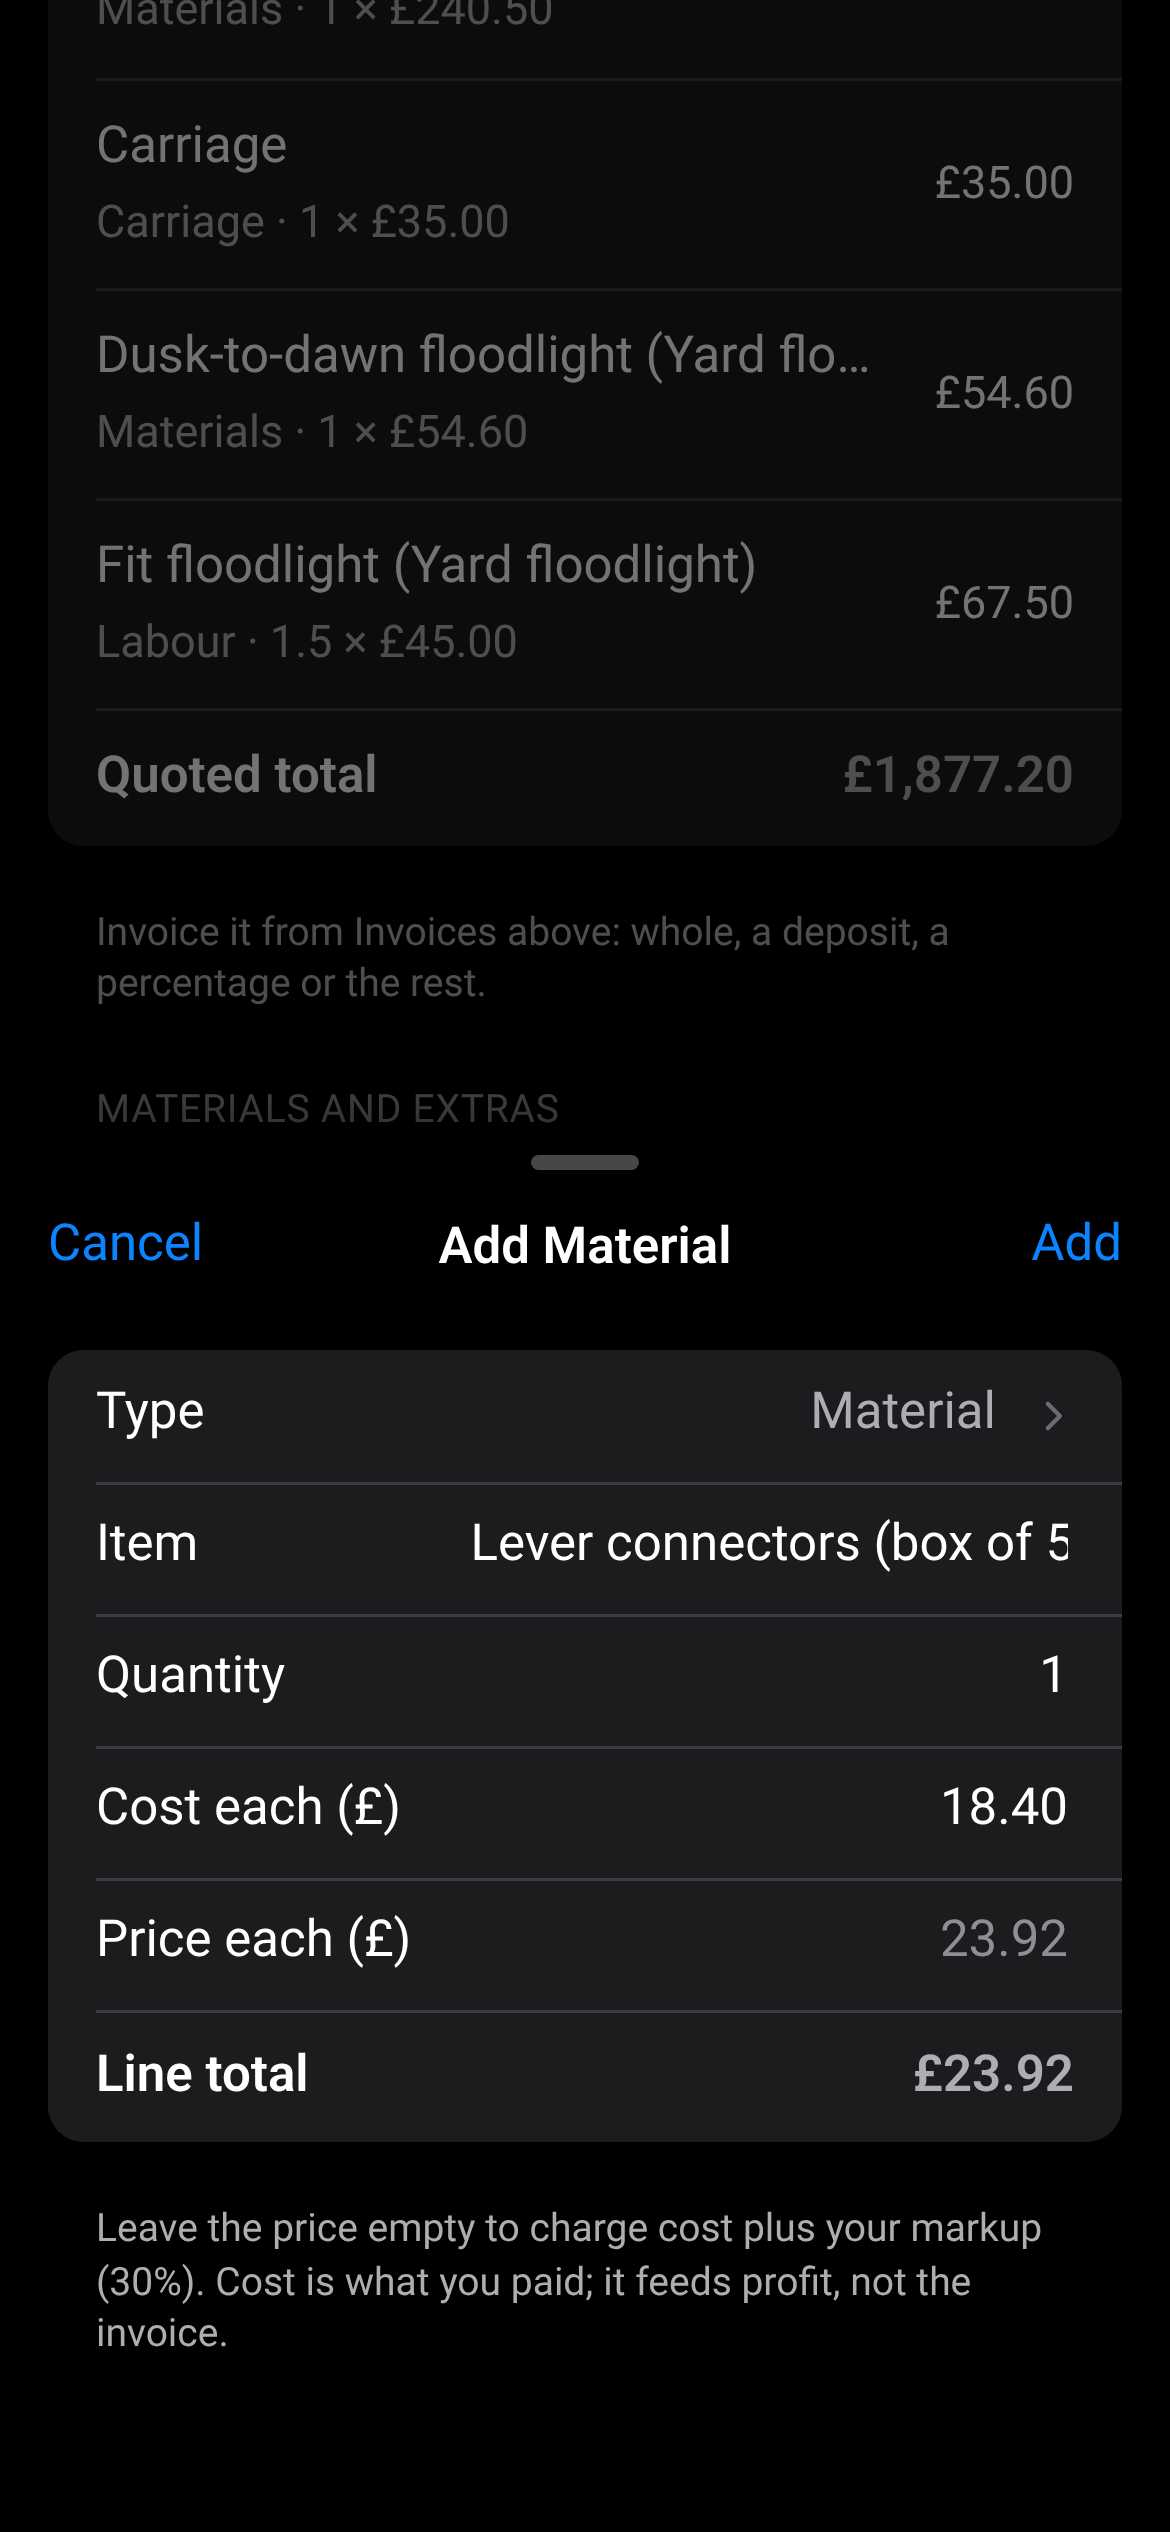 Materials · 1 × £240.50
Carriage
£35.00
Carriage · 1 × £35.00
Dusk-to-dawn floodlight (Yard flo...
£54.60
Materials · 1 × £54.60
Fit floodlight (Yard floodlight)
£67.50
Labour · 1.5 × £45.00
Quoted total £1,877.20
Invoice it from Invoices above: whole, a deposit, a
percentage or the rest.
MATERIALS AND EXTRAS
Cancel Add Material Add
Type Material
Item Lever connectors (box of 5
Quantity 1
Cost each (£) 18.40
Price each (£) 23.92
Line total £23.92
Leave the price empty to charge cost plus your markup
(30%). Cost is what you paid; it feeds profit, not the
invoice.